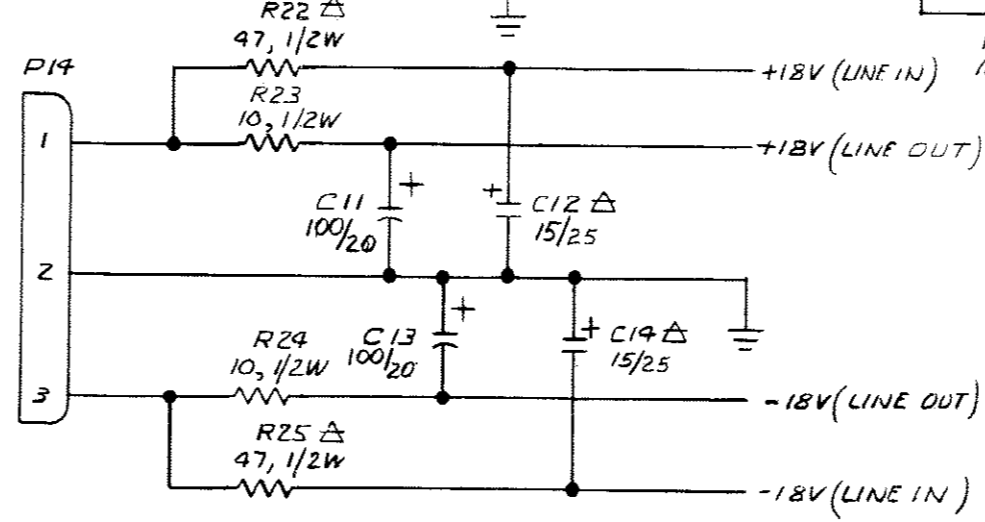 R22 △
47, 1/2W
P14
+18V (LINE IN)
R23
10, 1/2W
1
+18V (LINE OUT)
+
C11
100/20
+
C12 △
15/25
2
+
C13
100/20
+
C14 △
15/25
R24
10, 1/2W
3
-18V (LINE OUT)
R25 △
47, 1/2W
-18V (LINE IN)